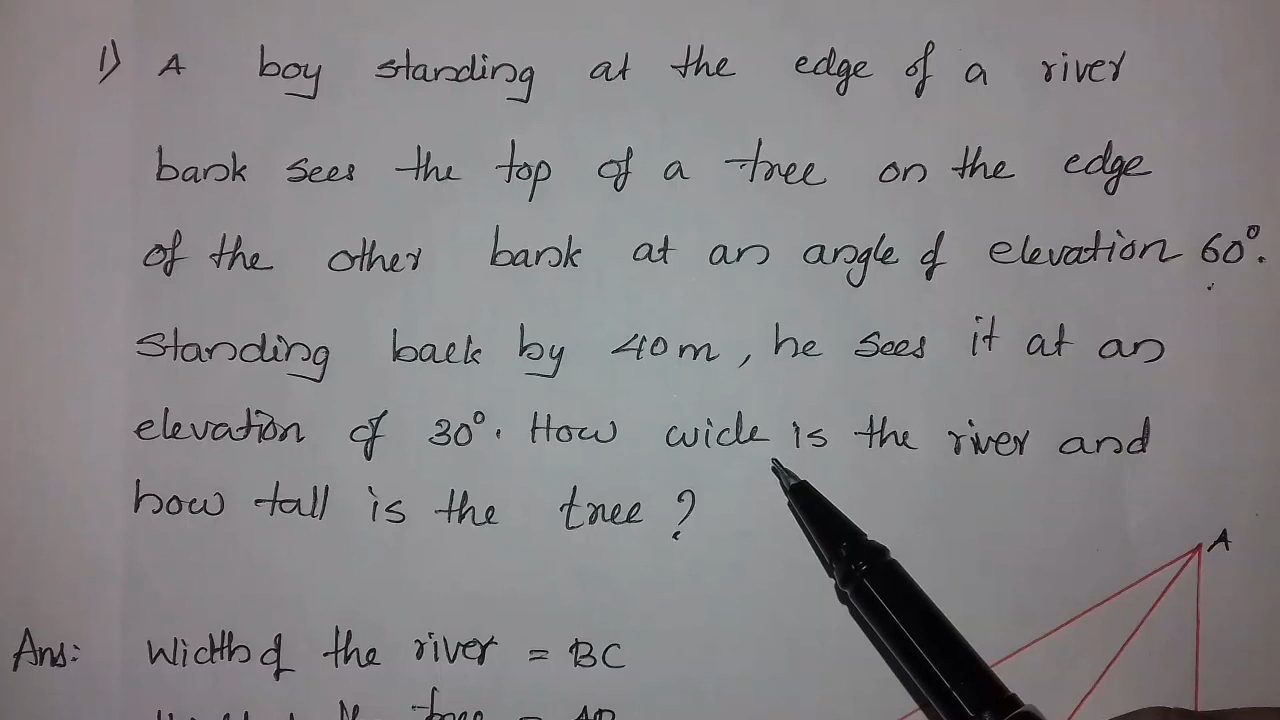 1) A boy standing at the edge of a river
bank sees the top of a tree on the edge
of the other bank at an angle of elevation 60°.
Standing back by 40m, he sees it at an
elevation of 30°. How wide is the river and
how tall is the tree?
A
Ans: Width of the river = BC
tree =